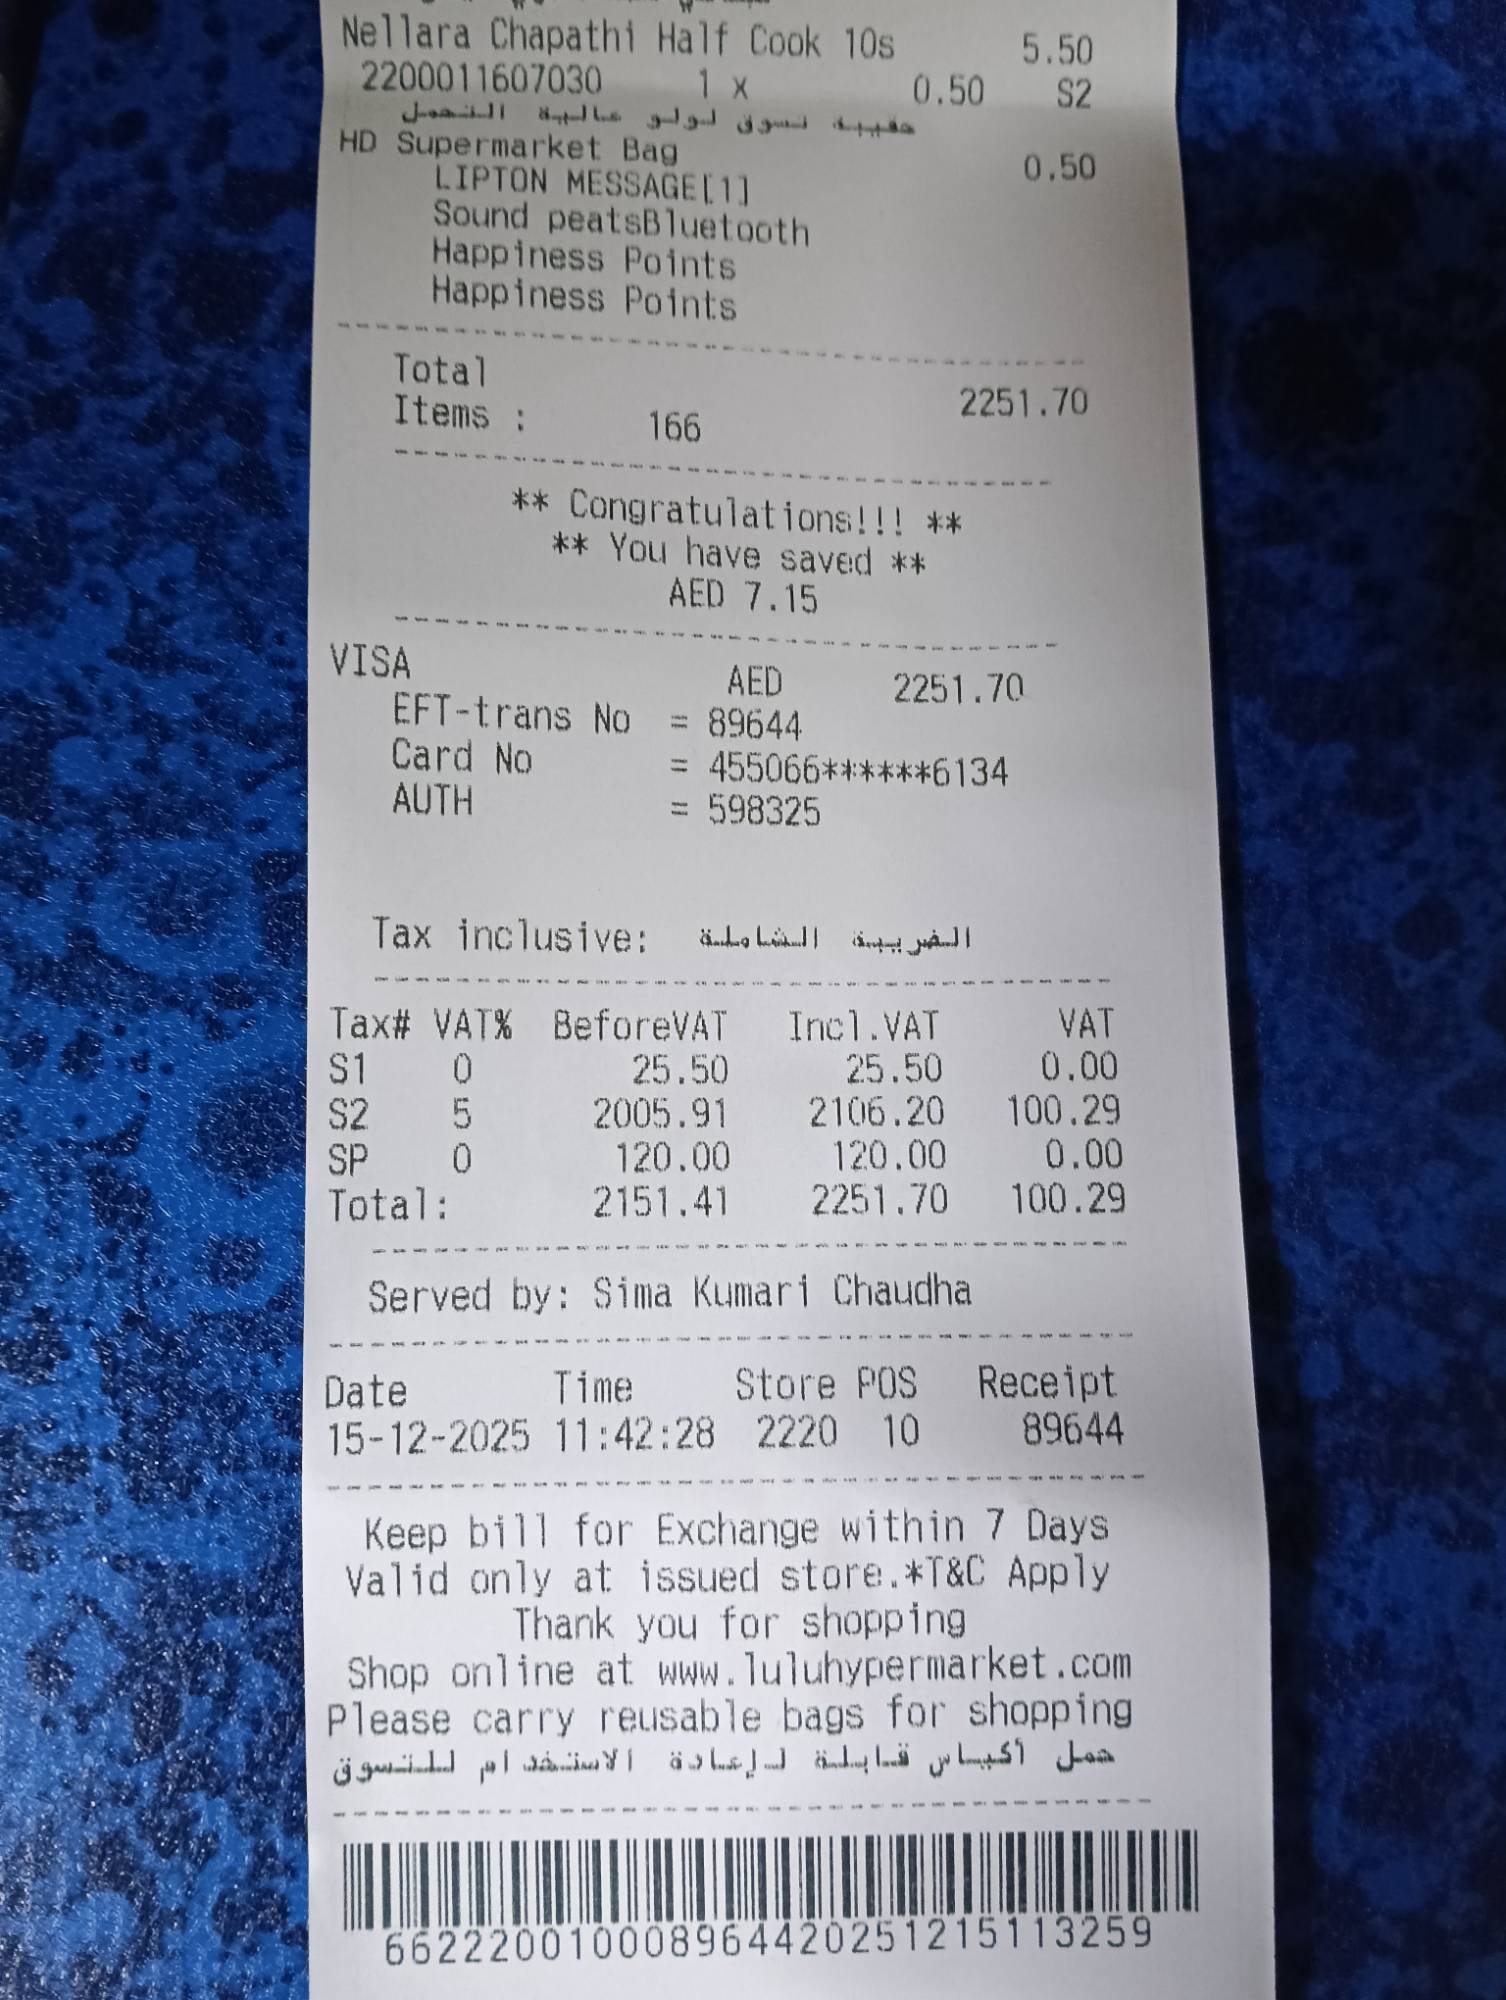 Nellara Chapathi Half Cook 10s 5.50
2200011607030 1 x 0.50 S2
حقيبة تسوق لولو عالية التحمل
HD Supermarket Bag 0.50
LIPTON MESSAGE[1]
Sound peatsBluetooth
Happiness Points
Happiness Points
Total 2251.70
Items : 166
** Congratulations!!! **
** You have saved **
AED 7.15
VISA AED 2251.70
EFT-trans No = 89644
Card No = 455066******6134
AUTH = 598325
Tax inclusive: الضريبة الشاملة
Tax# VAT% BeforeVAT Incl.VAT VAT
S1 0 25.50 25.50 0.00
S2 5 2005.91 2106.20 100.29
SP 0 120.00 120.00 0.00
Total: 2151.41 2251.70 100.29
Served by: Sima Kumari Chaudha
Date Time Store POS Receipt
15-12-2025 11:42:28 2220 10 89644
Keep bill for Exchange within 7 Days
Valid only at issued store.*T&C Apply
Thank you for shopping
Shop online at www.luluhypermarket.com
Please carry reusable bags for shopping
حمل أكياس قابلة لإعادة الاستخدام للتسوق
662220010008964420251215113259